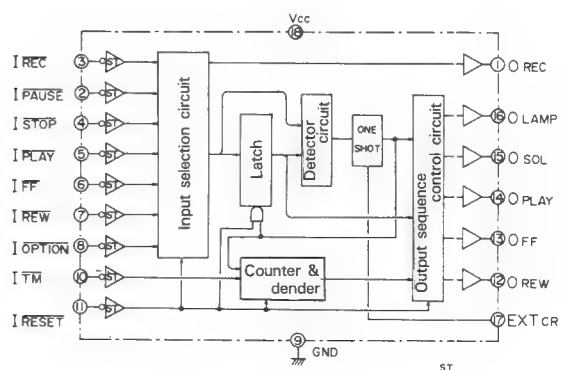 Vcc
18
I REC
3
ST
1
O REC
I PAUSE
2
ST
16
O LAMP
I STOP
4
ST
15
O SOL
I PLAY
5
ST
14
O PLAY
I FF
6
ST
13
O FF
I REW
7
ST
12
O REW
I OPTION
8
ST
17
EXT CR
I TM
10
ST
I RESET
11
ST
Input selection circuit
Latch
Detector
circuit
ONE
SHOT
Output sequence
control circuit
Counter &
dender
9
GND
ST